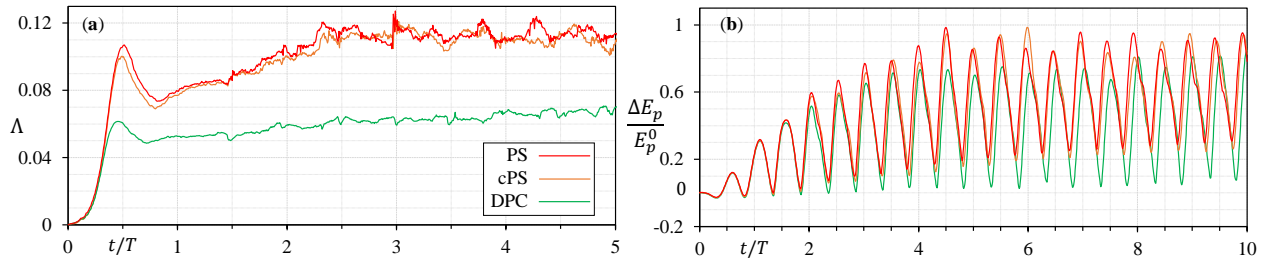 (a)
0.12
0.08
Λ
0.04
0
PS
cPS
DPC
0 t/T 1 2 3 4 5
(b)
1
0.6
ΔE_p
E_p^0
0.2
0
-0.2
0 t/T 2 4 6 8 10